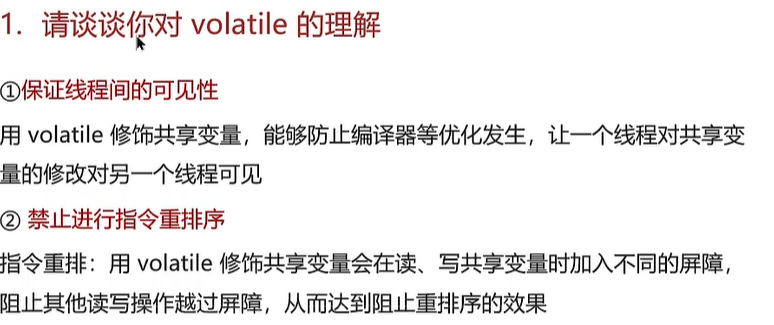 1. 请谈谈你对 volatile 的理解
①保证线程间的可见性
用 volatile 修饰共享变量，能够防止编译器等优化发生，让一个线程对共享变
量的修改对另一个线程可见
② 禁止进行指令重排序
指令重排：用 volatile 修饰共享变量会在读、写共享变量时加入不同的屏障，
阻止其他读写操作越过屏障，从而达到阻止重排序的效果